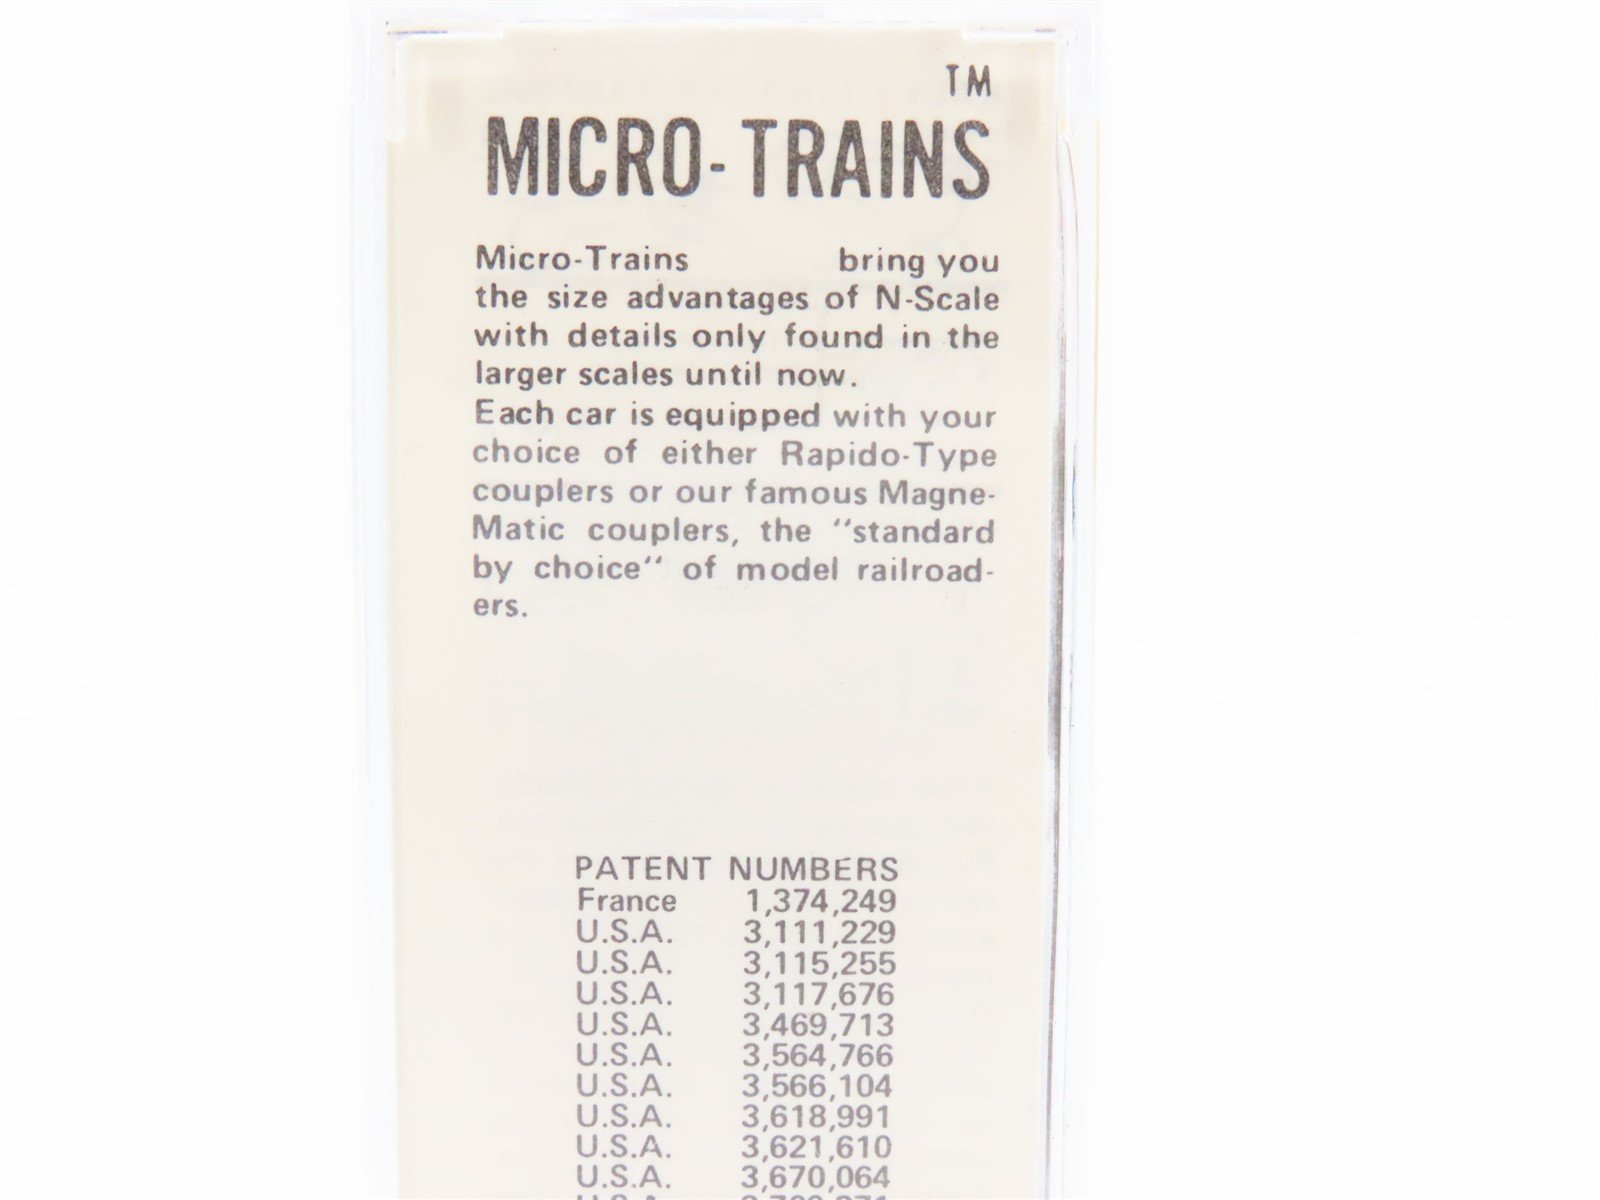 TM
MICRO-TRAINS
Micro-Trains bring you
the size advantages of N-Scale
with details only found in the
larger scales until now.
Each car is equipped with your
choice of either Rapido-Type
couplers or our famous Magne-
Matic couplers, the "standard
by choice" of model railroad-
ers.
PATENT NUMBERS
France 1,374,249
U.S.A. 3,111,229
U.S.A. 3,115,255
U.S.A. 3,117,676
U.S.A. 3,469,713
U.S.A. 3,564,766
U.S.A. 3,566,104
U.S.A. 3,618,991
U.S.A. 3,621,610
U.S.A. 3,670,064
U.S.A.